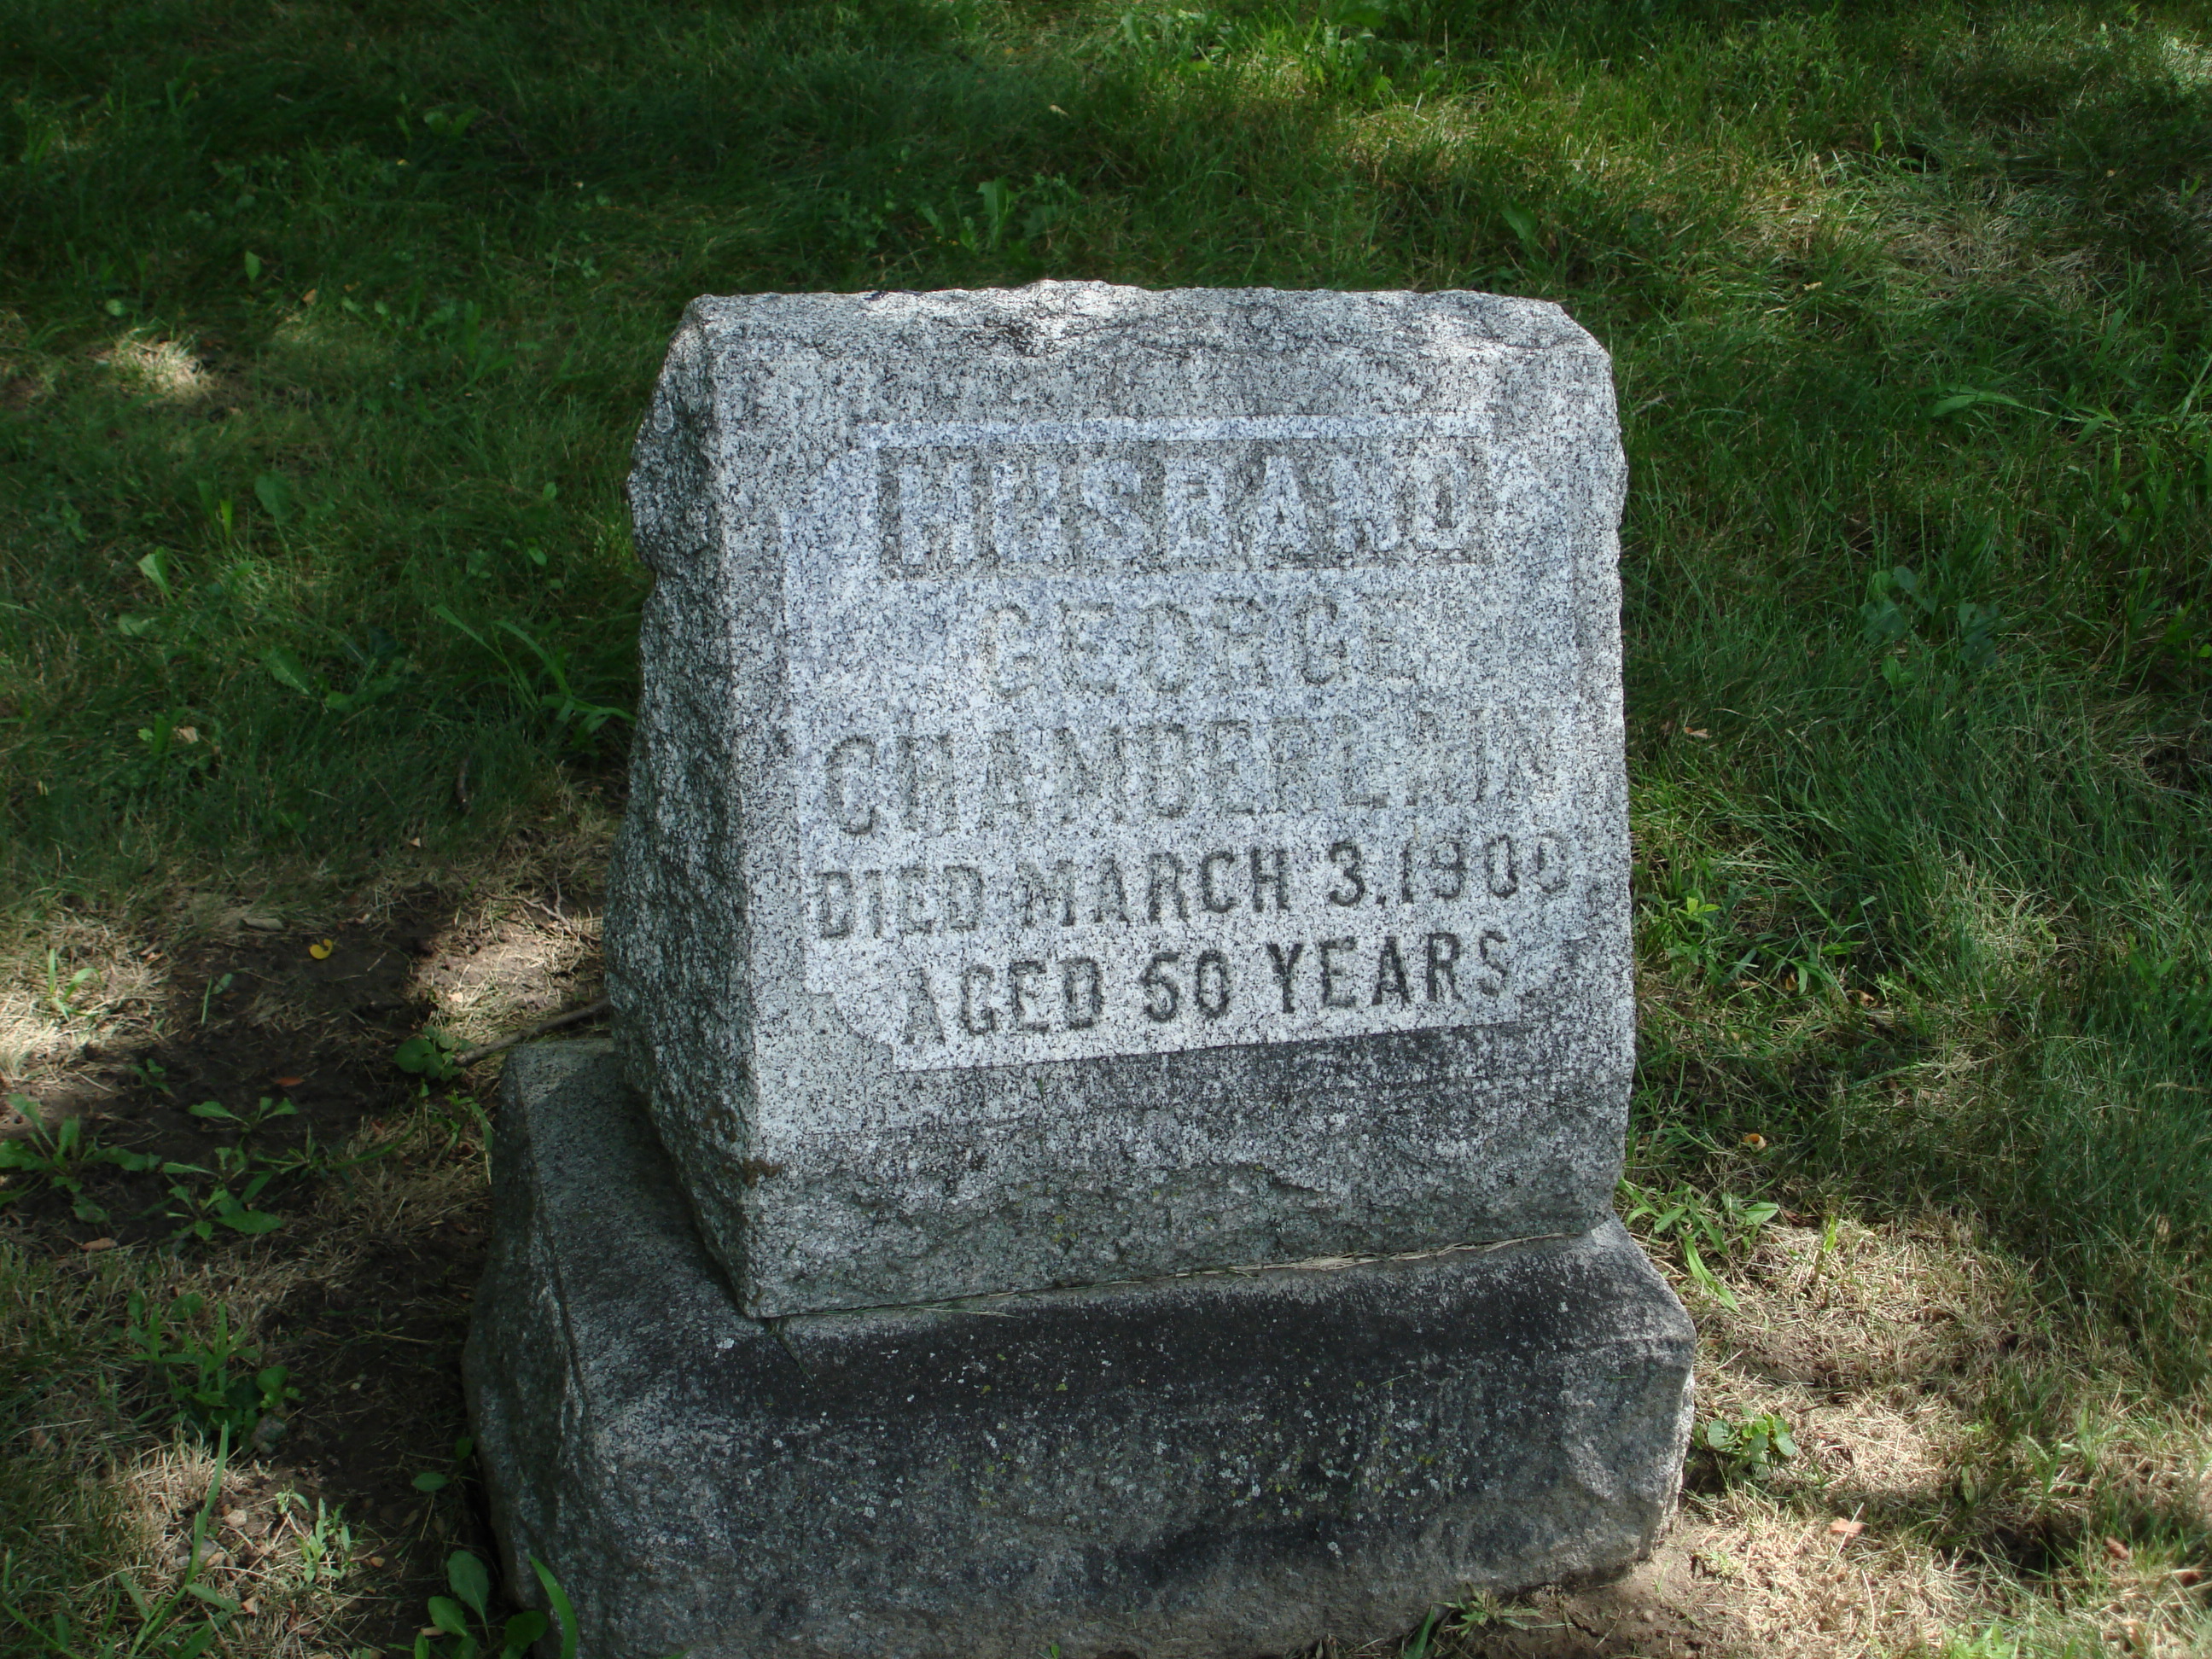 HUSBAND
GEORGE
CHAMBERLAIN
DIED MARCH 3, 1900
AGED 50 YEARS